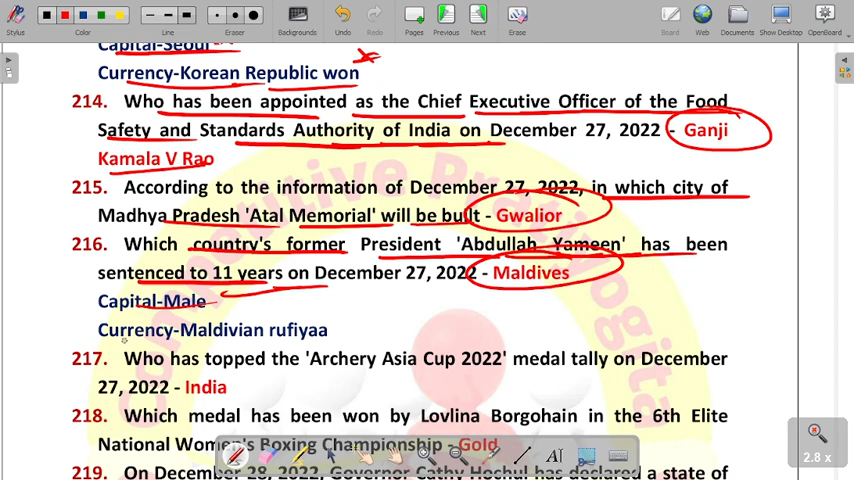 Stylus
Color
Line
Eraser
Backgrounds
Undo
Redo
Pages
Previous
Next
Erase
Board
Web
Documents
Show Desktop
OpenBoard
Capital-Seoul
Currency-Korean Republic won
214. Who has been appointed as the Chief Executive Officer of the Food
Safety and Standards Authority of India on December 27, 2022 - Ganji
Kamala V Rao
215. According to the information of December 27, 2022, in which city of
Madhya Pradesh 'Atal Memorial' will be built - Gwalior
216. Which country's former President 'Abdullah Yameen' has been
sentenced to 11 years on December 27, 2022 - Maldives
Capital-Male
Currency-Maldivian rufiyaa
217. Who has topped the 'Archery Asia Cup 2022' medal tally on December
27, 2022 - India
218. Which medal has been won by Lovlina Borgohain in the 6th Elite
National Women's Boxing Championship - Gold
219. On December 28, 2022, Governor Cathy Hochul has declared a state of
2.8 x
Competitive Pratiyogita